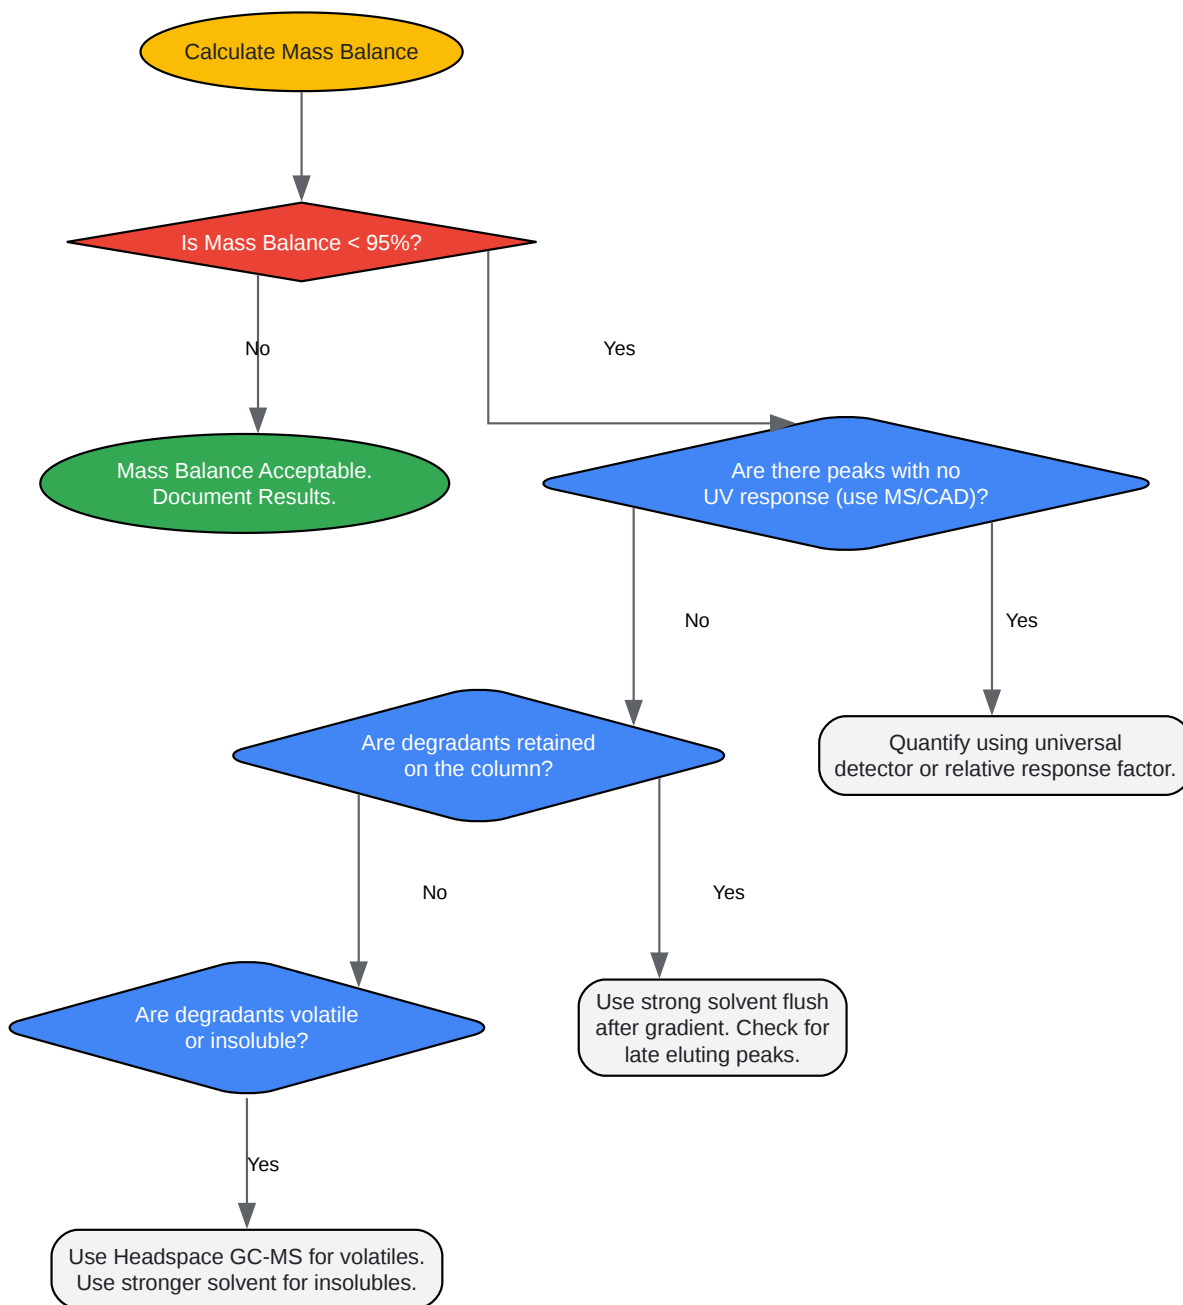 Calculate Mass Balance
Is Mass Balance < 95%?
No
Yes
Mass Balance Acceptable.
Document Results.
Are there peaks with no
UV response (use MS/CAD)?
No
Yes
Quantify using universal
detector or relative response factor.
Are degradants retained
on the column?
No
Yes
Use strong solvent flush
after gradient. Check for
late eluting peaks.
Are degradants volatile
or insoluble?
Yes
Use Headspace GC-MS for volatiles.
Use stronger solvent for insolubles.